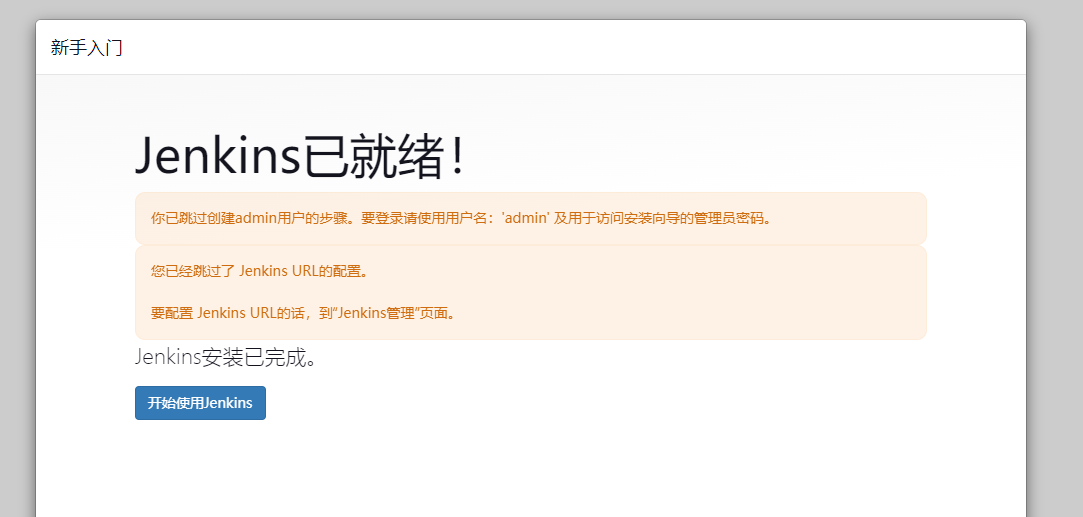 新手入门
Jenkins已就绪！
你已跳过创建admin用户的步骤。要登录请使用用户名：'admin' 及用于访问安装向导的管理员密码。
您已经跳过了 Jenkins URL的配置。
要配置 Jenkins URL的话，到“Jenkins管理”页面。
Jenkins安装已完成。
开始使用Jenkins